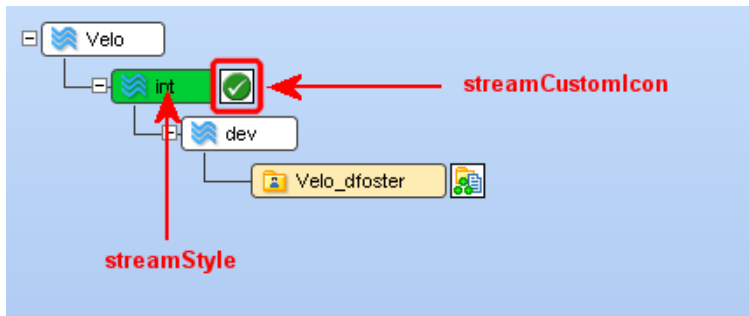 Velo
int
streamCustomIcon
dev
Velo_dfoster
streamStyle